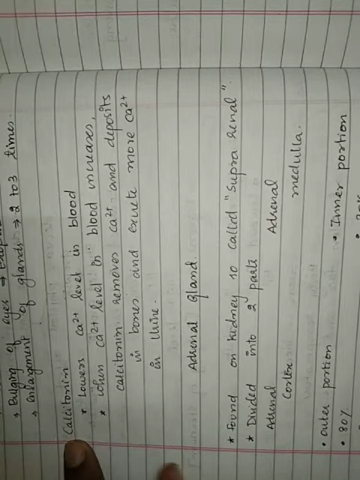 → Bulging of eyes →
→ enlargement of glands → 2 to 3 times.
Calcitonin
* Lowers ca²⁺ level in blood
* when ca²⁺ level in blood increases,
calcitonin removes ca²⁺ and deposits
in bones and excrete more ca²⁺
in Urine.
Adrenal gland
* Found on kidney so called "supra renal".
* Divided into 2 parts
Adrenal Cortex
Adrenal medulla.
• outer portion
• Inner portion
• 80%